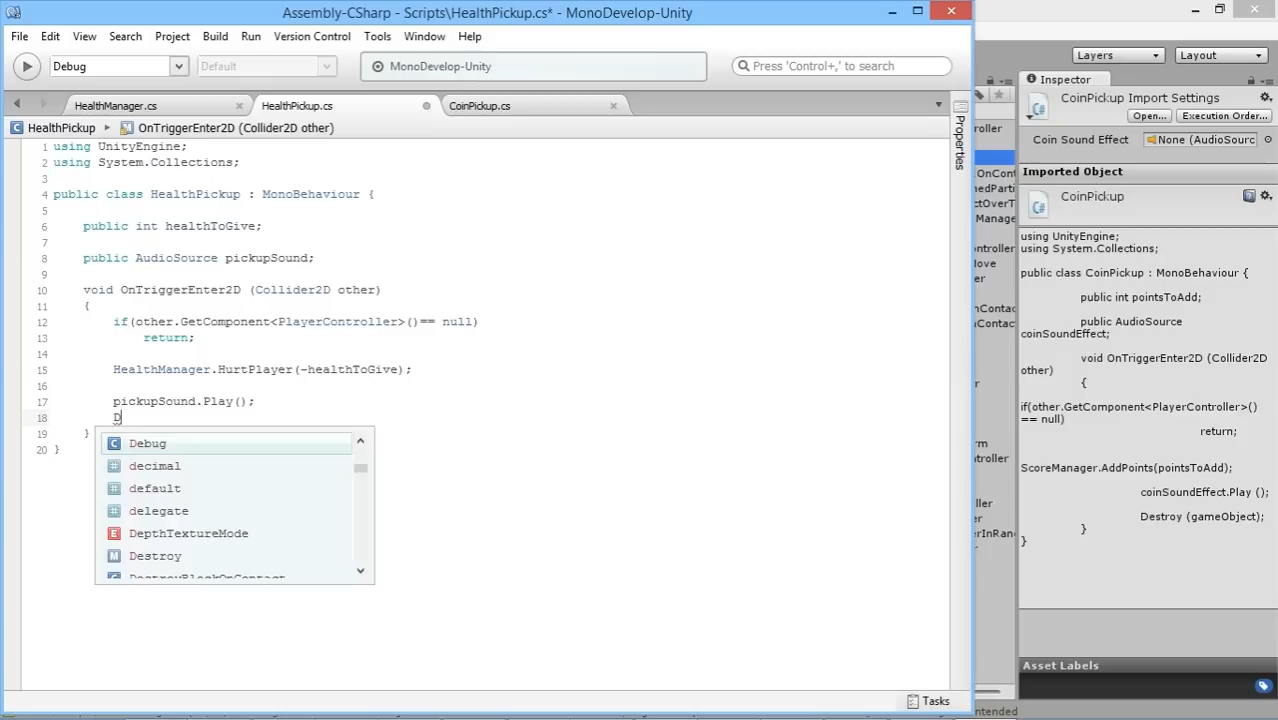 Assembly-CSharp - Scripts\HealthPickup.cs* - MonoDevelop-Unity
File Edit View Search Project Build Run Version Control Tools Window Help
Debug Default MonoDevelop-Unity Press 'Control+,' to search
HealthManager.cs HealthPickup.cs CoinPickup.cs
HealthPickup OnTriggerEnter2D (Collider2D other)
1 using UnityEngine;
2 using System.Collections;
3
4 public class HealthPickup : MonoBehaviour {
5
6 public int healthToGive;
7
8 public AudioSource pickupSound;
9
10 void OnTriggerEnter2D (Collider2D other)
11 {
12 if(other.GetComponent<PlayerController>()== null)
13 return;
14
15 HealthManager.HurtPlayer(-healthToGive);
16
17 pickupSound.Play();
18 D
19 }
20 }
Debug
decimal
default
delegate
DepthTextureMode
Destroy
DestroyBlockOnContact
Properties
Tasks
Layers Layout
Inspector
CoinPickup Import Settings
Open... Execution Order...
Coin Sound Effect None (AudioSourc
Imported Object
CoinPickup
using UnityEngine;
using System.Collections;
public class CoinPickup : MonoBehaviour {
public int pointsToAdd;
public AudioSource
coinSoundEffect;
void OnTriggerEnter2D (Collider2D
other)
{
if(other.GetComponent<PlayerController>()
== null)
return;
ScoreManager.AddPoints(pointsToAdd);
coinSoundEffect.Play ();
Destroy (gameObject);
}
}
Asset Labels
ntended